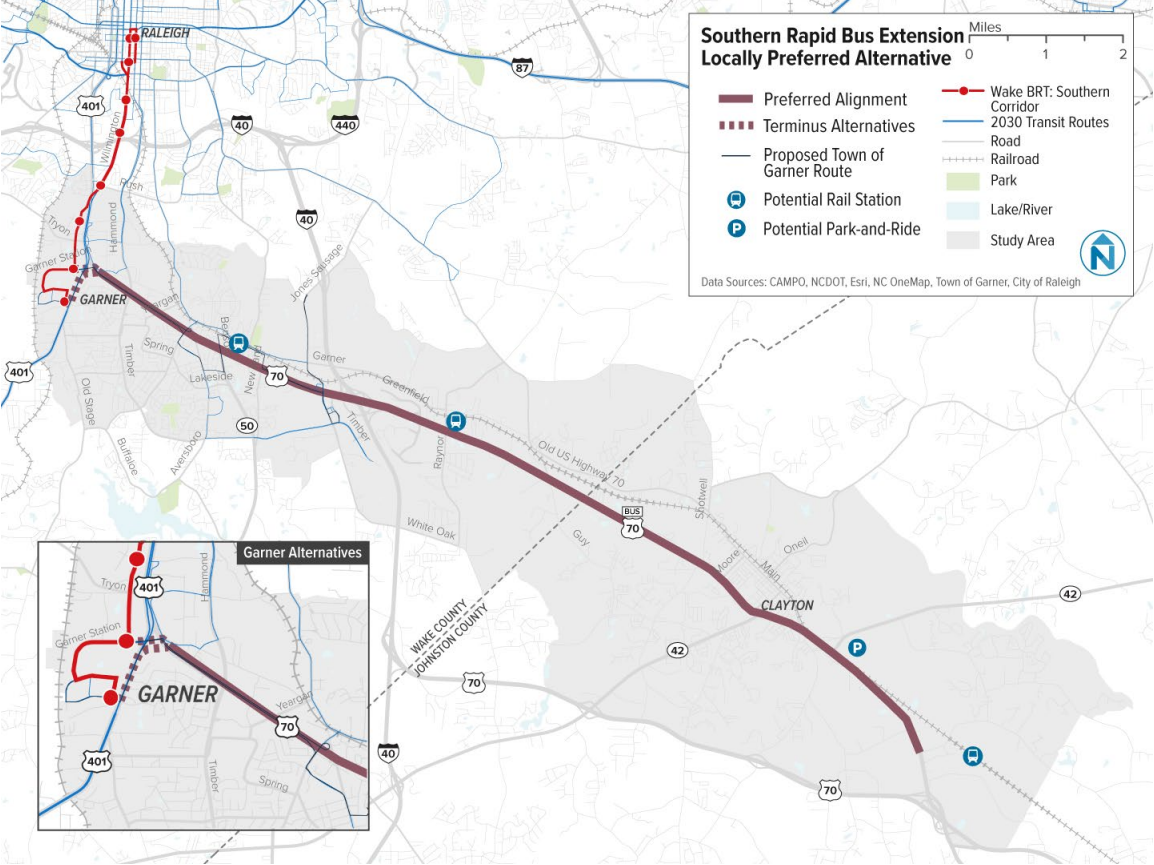 Southern Rapid Bus Extension
Locally Preferred Alternative
Miles
0 1 2
Preferred Alignment
Terminus Alternatives
Proposed Town of
Garner Route
Potential Rail Station
P Potential Park-and-Ride
Wake BRT: Southern
Corridor
2030 Transit Routes
Road
Railroad
Park
Lake/River
Study Area
N
Data Sources: CAMPO, NCDOT, Esri, NC OneMap, Town of Garner, City of Raleigh
RALEIGH
87
401
40
440
Wilmington
Rush
40
Tryon
Hammond
Garner Station
Jones Sausage
GARNER
Yeargan
Spring
Garner
401
Timber
Lakeside
New
70
Greenfield
Old Stage
50
Timber
Buffaloe
Aversboro
Raynor
Old US Highway 70
Shotwell
BUS
70
White Oak
Guy
Moore
Main
Oneil
CLAYTON
42
WAKE COUNTY
JOHNSTON COUNTY
42
P
70
40
70
Garner Alternatives
Tryon
401
Hammond
Garner Station
GARNER
Yeargan
70
401
Timber
Spring